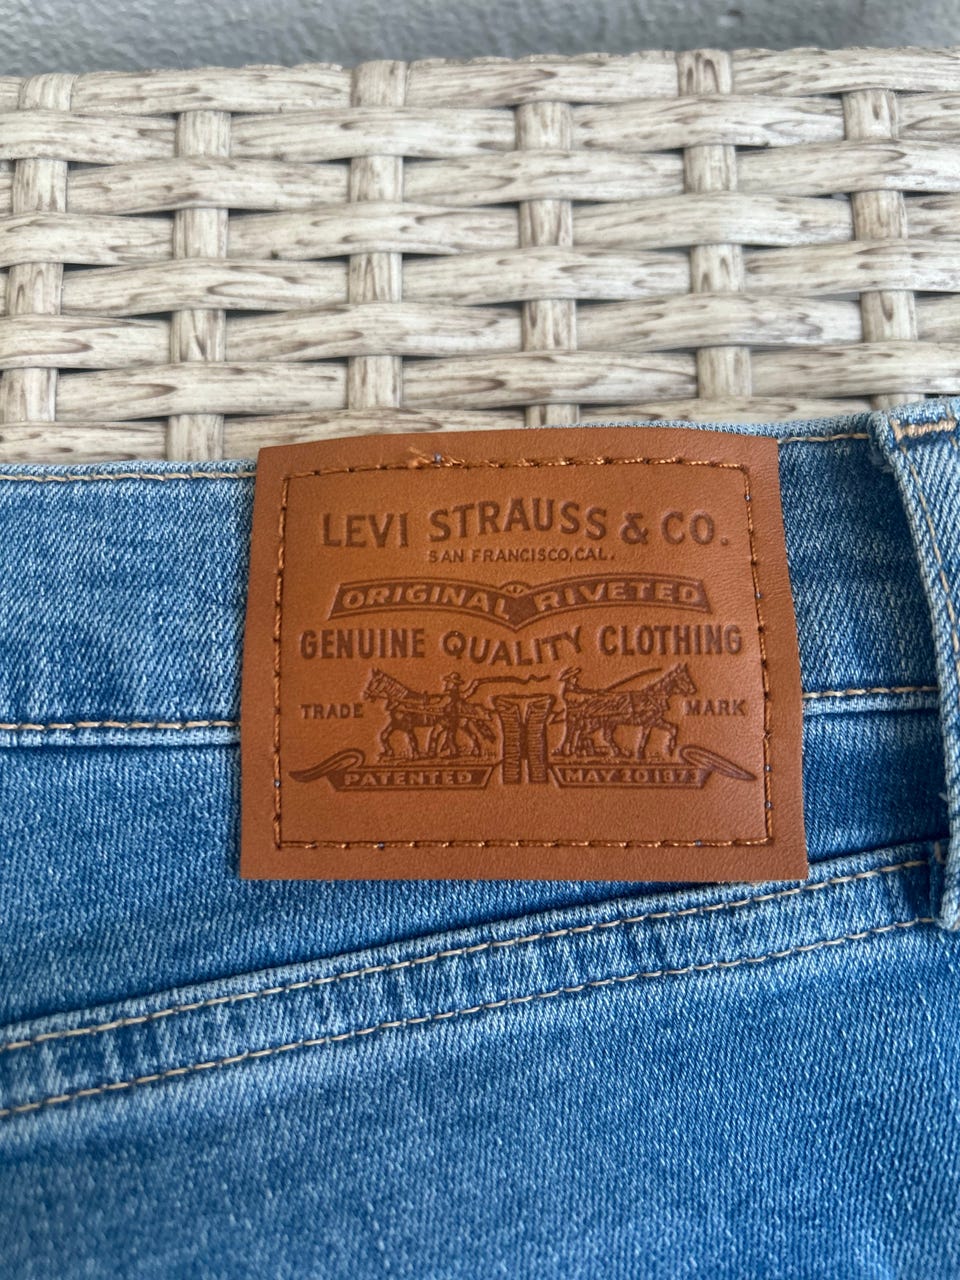 LEVI STRAUSS & CO.
SAN FRANCISCO, CAL.
ORIGINAL RIVETED
GENUINE QUALITY CLOTHING
TRADE MARK
PATENTED MAY 20 1873